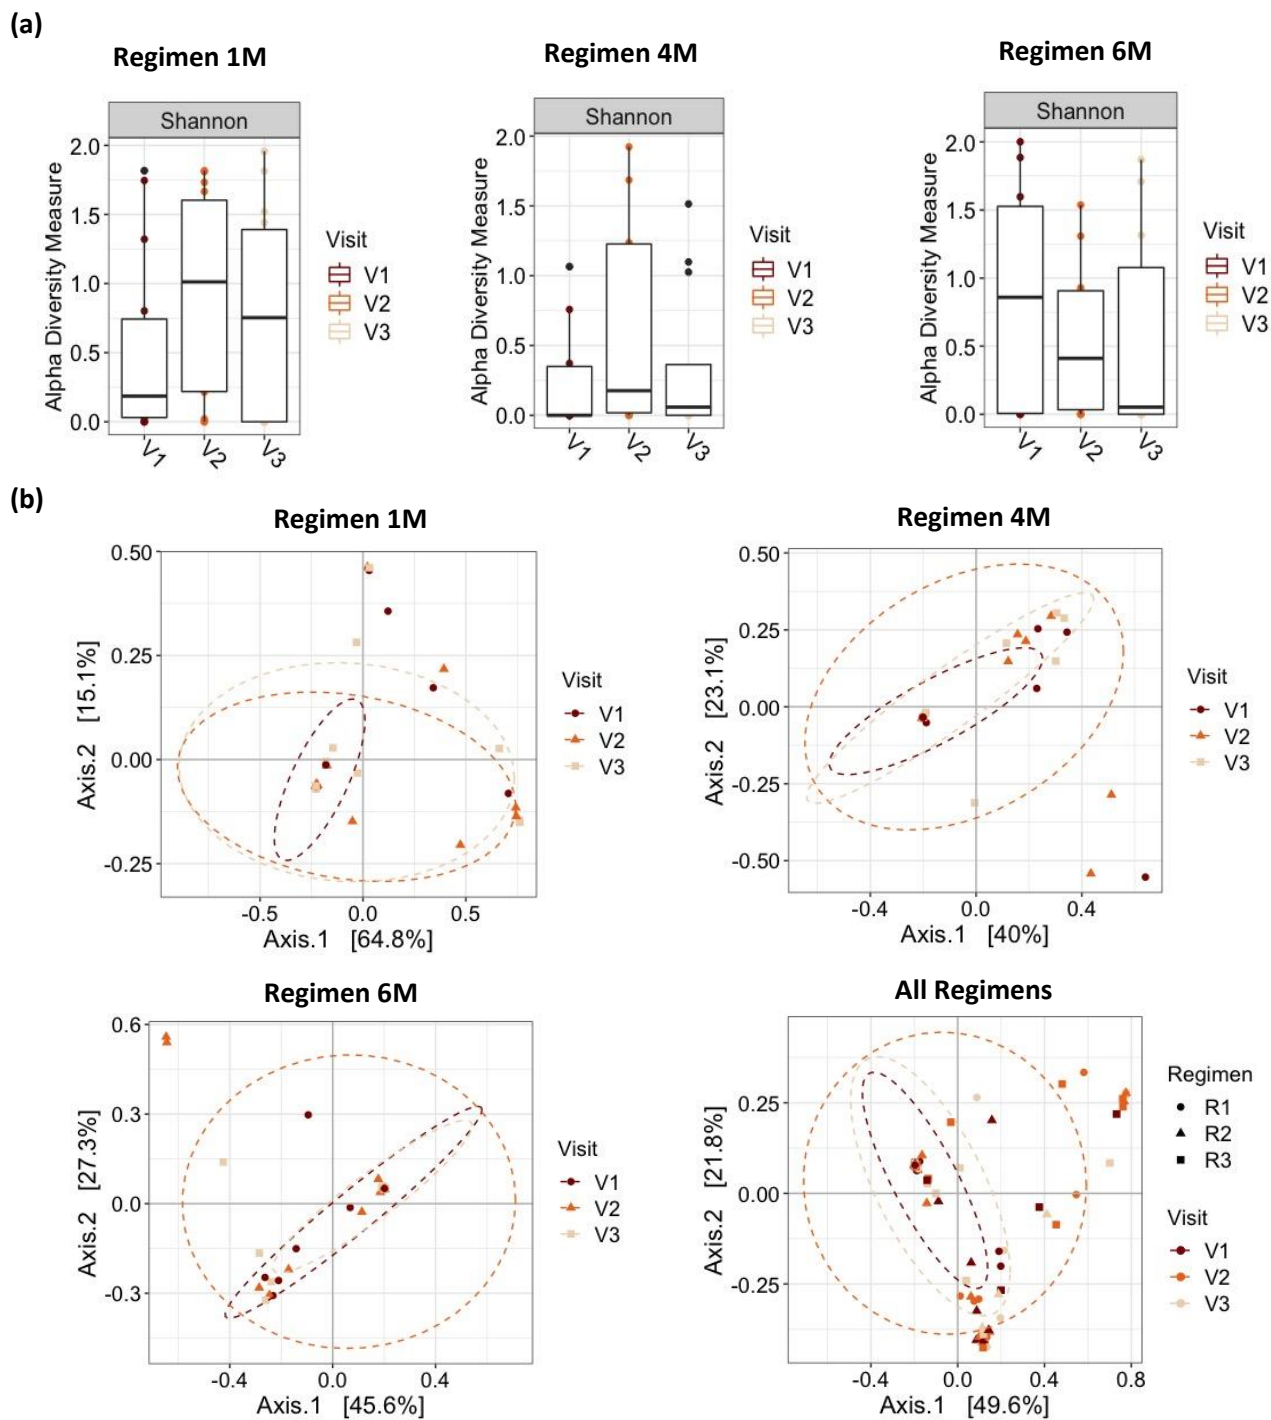 (a)
Regimen 1M
Regimen 4M
Regimen 6M
Shannon
Shannon
Shannon
Alpha Diversity Measure
2.0
1.5
1.0
0.5
0.0
V1
V2
V3
Visit
V1
V2
V3
Alpha Diversity Measure
2.0
1.5
1.0
0.5
0.0
V1
V2
V3
Visit
V1
V2
V3
Alpha Diversity Measure
2.0
1.5
1.0
0.5
0.0
V1
V2
V3
Visit
V1
V2
V3
(b)
Regimen 1M
Axis.2 [15.1%]
0.50
0.25
0.00
-0.25
-0.5 0.0 0.5
Axis.1 [64.8%]
Visit
V1
V2
V3
Regimen 4M
Axis.2 [23.1%]
0.50
0.25
0.00
-0.25
-0.50
-0.4 0.0 0.4
Axis.1 [40%]
Visit
V1
V2
V3
Regimen 6M
Axis.2 [27.3%]
0.6
0.3
0.0
-0.3
-0.4 0.0 0.4
Axis.1 [45.6%]
Visit
V1
V2
V3
All Regimens
Axis.2 [21.8%]
0.25
0.00
-0.25
-0.4 0.0 0.4 0.8
Axis.1 [49.6%]
Regimen
R1
R2
R3
Visit
V1
V2
V3